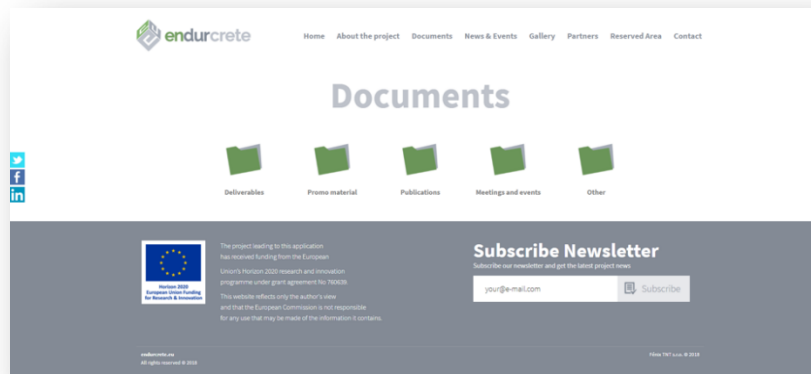 endurcrete
Home About the project Documents News & Events Gallery Partners Reserved Area Contact
Documents
Deliverables Promo material Publications Meetings and events Other
Horizon 2020
European Union Funding
for Research & Innovation
The project leading to this application
has received funding from the European
Union's Horizon 2020 research and innovation
programme under grant agreement No 760639.
This website reflects only the author's view
and that the European Commission is not responsible
for any use that may be made of the information it contains.
Subscribe Newsletter
Subscribe our newsletter and get the latest project news
your@e-mail.com Subscribe
endurcrete.eu
All rights reserved © 2018
TNT s.r.o. © 2018